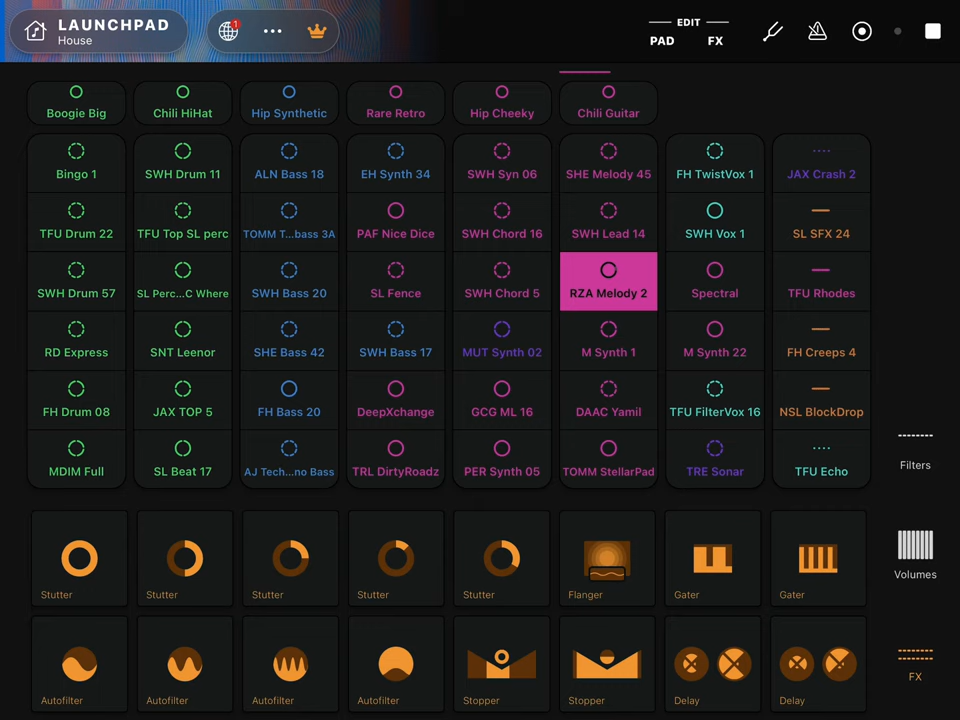 LAUNCHPAD
House
1
EDIT
PAD FX
Boogie Big Chili HiHat Hip Synthetic Rare Retro Hip Cheeky Chili Guitar
Bingo 1 SWH Drum 11 ALN Bass 18 EH Synth 34 SWH Syn 06 SHE Melody 45 FH TwistVox 1 JAX Crash 2
TFU Drum 22 TFU Top SL perc TOMM T...bass 3A PAF Nice Dice SWH Chord 16 SWH Lead 14 SWH Vox 1 SL SFX 24
SWH Drum 57 SL Perc...C Where SWH Bass 20 SL Fence SWH Chord 5 RZA Melody 2 Spectral TFU Rhodes
RD Express SNT Leenor SHE Bass 42 SWH Bass 17 MUT Synth 02 M Synth 1 M Synth 22 FH Creeps 4
FH Drum 08 JAX TOP 5 FH Bass 20 DeepXchange GCG ML 16 DAAC Yamil TFU FilterVox 16 NSL BlockDrop
MDIM Full SL Beat 17 AJ Tech...no Bass TRL DirtyRoadz PER Synth 05 TOMM StellarPad TRE Sonar TFU Echo
Filters
Stutter Stutter Stutter Stutter Stutter Flanger Gater Gater
Volumes
Autofilter Autofilter Autofilter Autofilter Stopper Stopper Delay Delay
FX